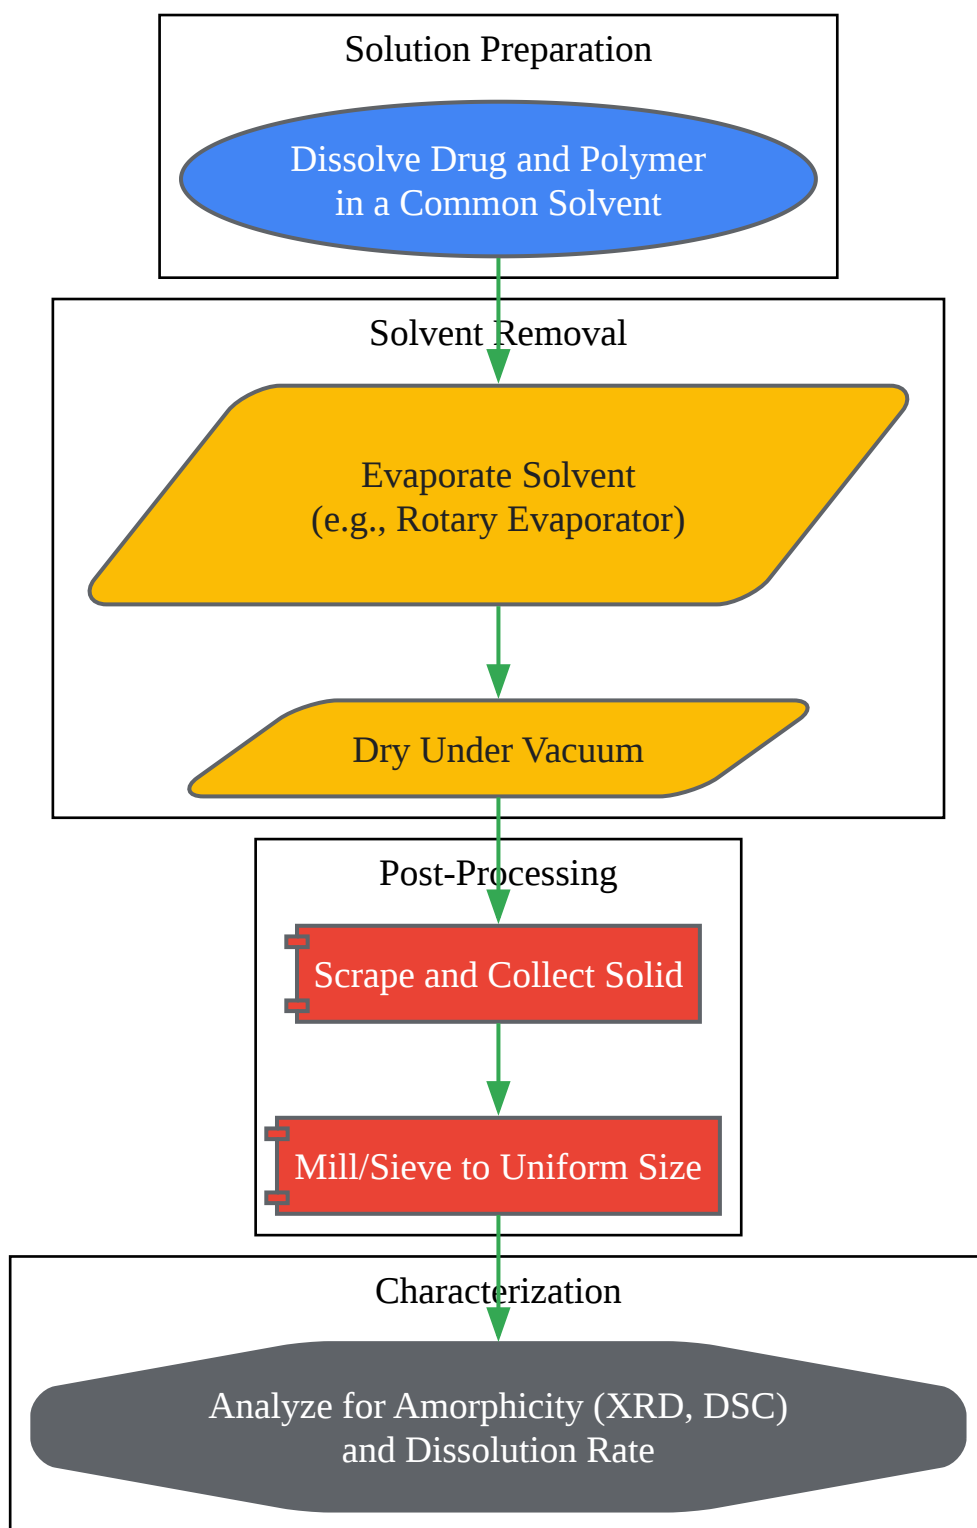 Solution Preparation
Dissolve Drug and Polymer
in a Common Solvent
Solvent Removal
Evaporate Solvent
(e.g., Rotary Evaporator)
Dry Under Vacuum
Post-Processing
Scrape and Collect Solid
Mill/Sieve to Uniform Size
Characterization
Analyze for Amorphicity (XRD, DSC)
and Dissolution Rate